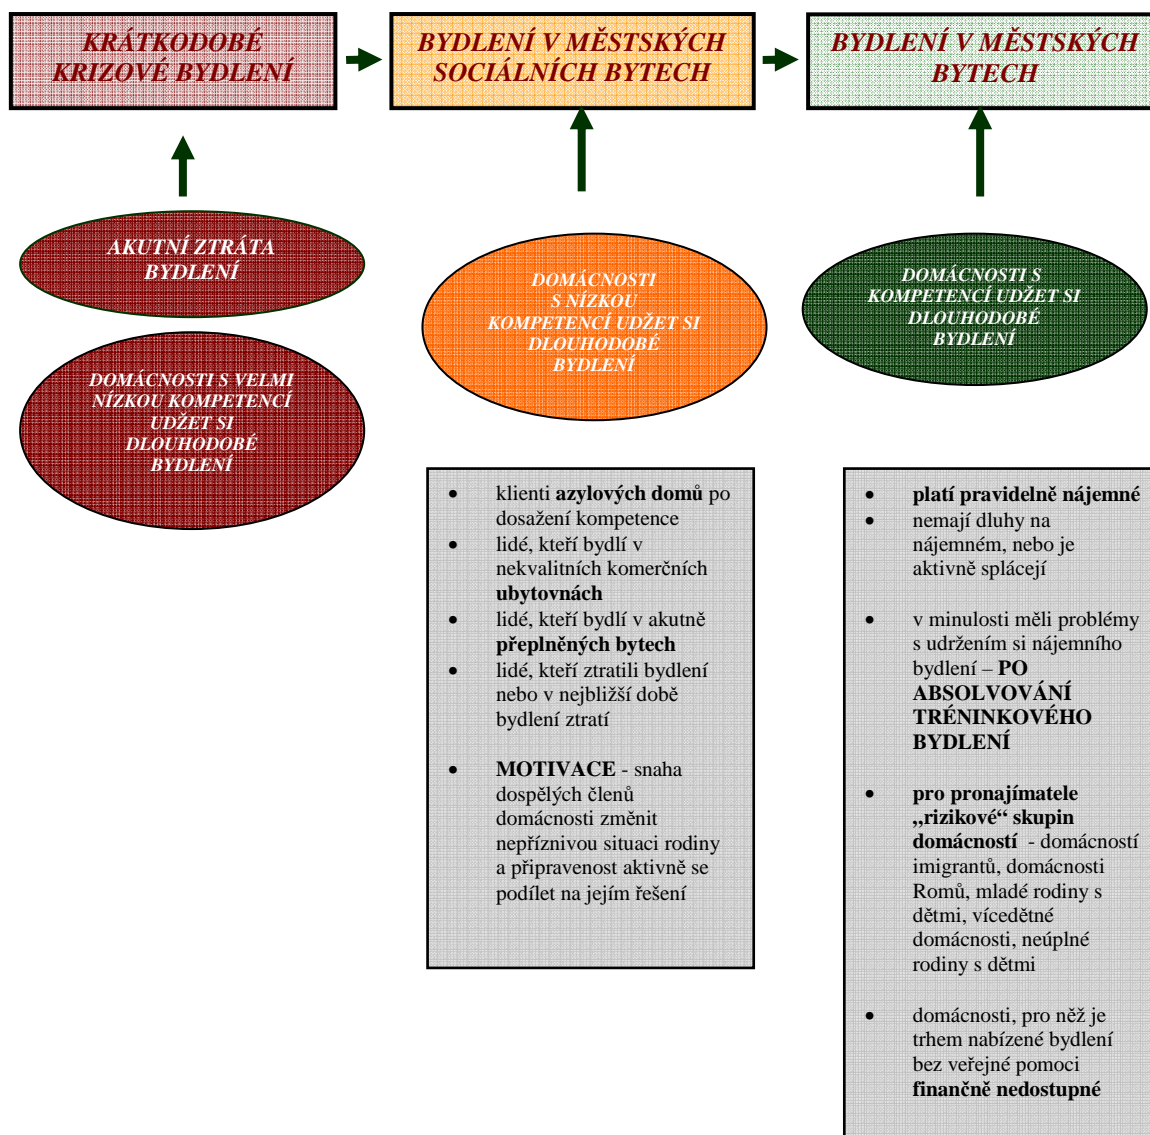 KRÁTKODOBÉ
KRIZOVÉ BYDLENÍ
BYDLENÍ V MĚSTSKÝCH
SOCIÁLNÍCH BYTECH
BYDLENÍ V MĚSTSKÝCH
BYTECH
AKUTNÍ ZTRÁTA
BYDLENÍ
DOMÁCNOSTI S VELMI
NÍZKOU KOMPETENCÍ
UDŽET SI
DLOUHODOBÉ
BYDLENÍ
DOMÁCNOSTI
S NÍZKOU
KOMPETENCÍ UDŽET SI
DLOUHODOBÉ
BYDLENÍ
DOMÁCNOSTI S
KOMPETENCÍ UDŽET SI
DLOUHODOBÉ
BYDLENÍ
• klienti azylových domů po
dosažení kompetence
• lidé, kteří bydlí v
nekvalitních komerčních
ubytovnách
• lidé, kteří bydlí v akutně
přeplněných bytech
• lidé, kteří ztratili bydlení
nebo v nejbližší době
bydlení ztratí
• MOTIVACE - snaha
dospělých členů
domácnosti změnit
nepříznivou situaci rodiny
a připravenost aktivně se
podílet na jejím řešení
• platí pravidelně nájemné
• nemají dluhy na
nájemném, nebo je
aktivně splácejí
• v minulosti měli problémy
s udržením si nájemního
bydlení – PO
ABSOLVOVÁNÍ
TRÉNINKOVÉHO
BYDLENÍ
• pro pronajímatele
„rizikové“ skupin
domácností - domácností
imigrantů, domácnosti
Romů, mladé rodiny s
dětmi, vícedětné
domácnosti, neúplné
rodiny s dětmi
• domácnosti, pro něž je
trhem nabízené bydlení
bez veřejné pomoci
finančně nedostupné